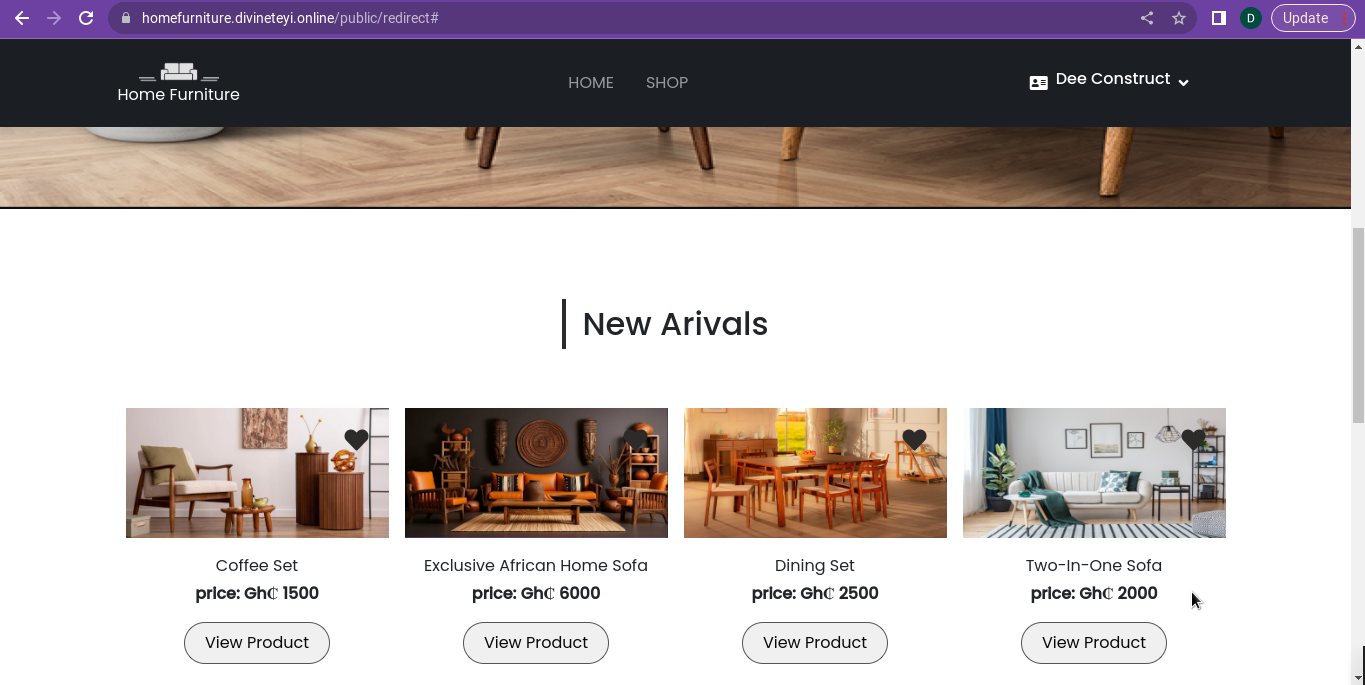 homefurniture.divineteyi.online/public/redirect#
D
Update
Home Furniture
HOME
SHOP
Dee Construct
New Arivals
Coffee Set
price: Gh₵ 1500
View Product
Exclusive African Home Sofa
price: Gh₵ 6000
View Product
Dining Set
price: Gh₵ 2500
View Product
Two-In-One Sofa
price: Gh₵ 2000
View Product